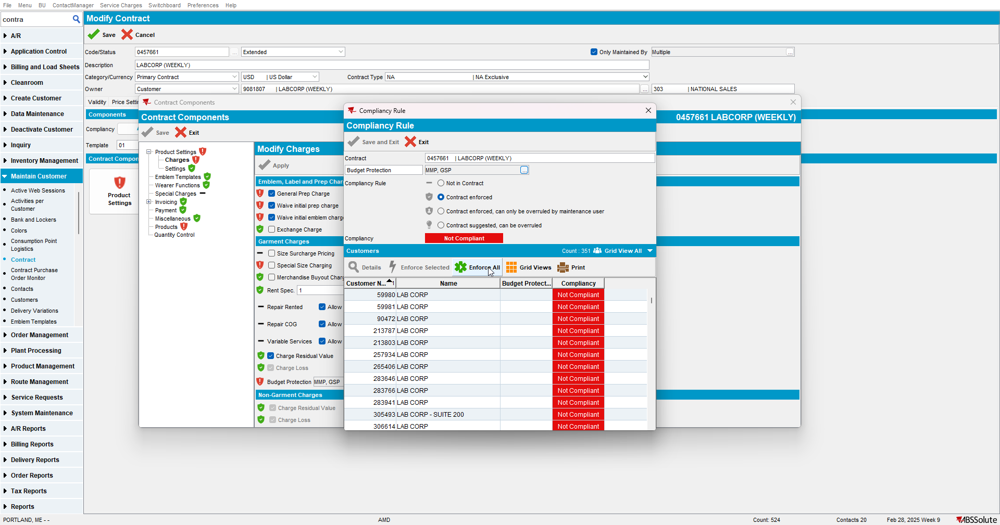 File Menu BU ContactManager Service Charges Switchboard Preferences Help
contra
Modify Contract
Save Cancel
A/R
Application Control
Billing and Load Sheets
Cleanroom
Create Customer
Data Maintenance
Deactivate Customer
Inquiry
Inventory Management
Maintain Customer
Active Web Sessions
Activities per
Customer
Bank and Lockers
Colors
Consumption Point
Logistics
Contract
Contract Purchase
Order Monitor
Contacts
Customers
Delivery Variations
Emblem Templates
Order Management
Plant Processing
Product Management
Route Management
Service Requests
System Maintenance
A/R Reports
Billing Reports
Delivery Reports
Order Reports
Tax Reports
Reports
Code/Status 0457661 ... Extended Only Maintained By Multiple ...
Description LABCORP (WEEKLY)
Category/Currency Primary Contract USD | US Dollar Contract Type NA | NA Exclusive
Owner Customer 9081807 | LABCORP (WEEKLY) ... 303 | NATIONAL SALES
Validity Price Setti
Components
Compliancy
Template 01
Contract Compon
Product
Settings
Contract Components
Contract Components 0457661 LABCORP (WEEKLY)
Save Exit
Product Settings
Charges
Settings
Emblem Templates
Wearer Functions
Special Charges
Invoicing
Payment
Miscellaneous
Products
Quantity Control
Modify Charges
Apply
Emblem, Label and Prep Char
General Prep Charge
Waive initial prep charge
Waive initial emblem charge
Exchange Charge
Garment Charges
Size Surcharge Pricing
Special Size Charging
Merchandise Buyout Charg
Rent Spec. 1
Repair Rented Allow
Repair COG Allow
Variable Services Allow
Charge Residual Value
Charge Loss
Budget Protection MMP, GSP
Non-Garment Charges
Charge Residual Value
Charge Loss
Compliancy Rule
Compliancy Rule
Save and Exit Exit
Contract 0457661 | LABCORP (WEEKLY)
Budget Protection MMP, GSP ...
Compliancy Rule Not in Contract
Contract enforced
Contract enforced, can only be overruled by maintenance user
Contract suggested, can be overruled
Compliancy Not Compliant
Customers Count : 351 Grid View All
Details Enforce Selected Enforce All Grid Views Print
Customer N... 1 Name Budget Protect... Compliancy
59980 LAB CORP Not Compliant
59981 LAB CORP Not Compliant
90472 LAB CORP Not Compliant
213787 LAB CORP Not Compliant
213803 LAB CORP Not Compliant
257934 LAB CORP Not Compliant
265406 LAB CORP Not Compliant
283646 LAB CORP Not Compliant
283766 LAB CORP Not Compliant
283941 LAB CORP Not Compliant
305493 LAB CORP - SUITE 200 Not Compliant
306614 LAB CORP Not Compliant
PORTLAND, ME - - AMD Count: 524 Contacts 20 Feb 28, 2025 Week 9 ABSSolute